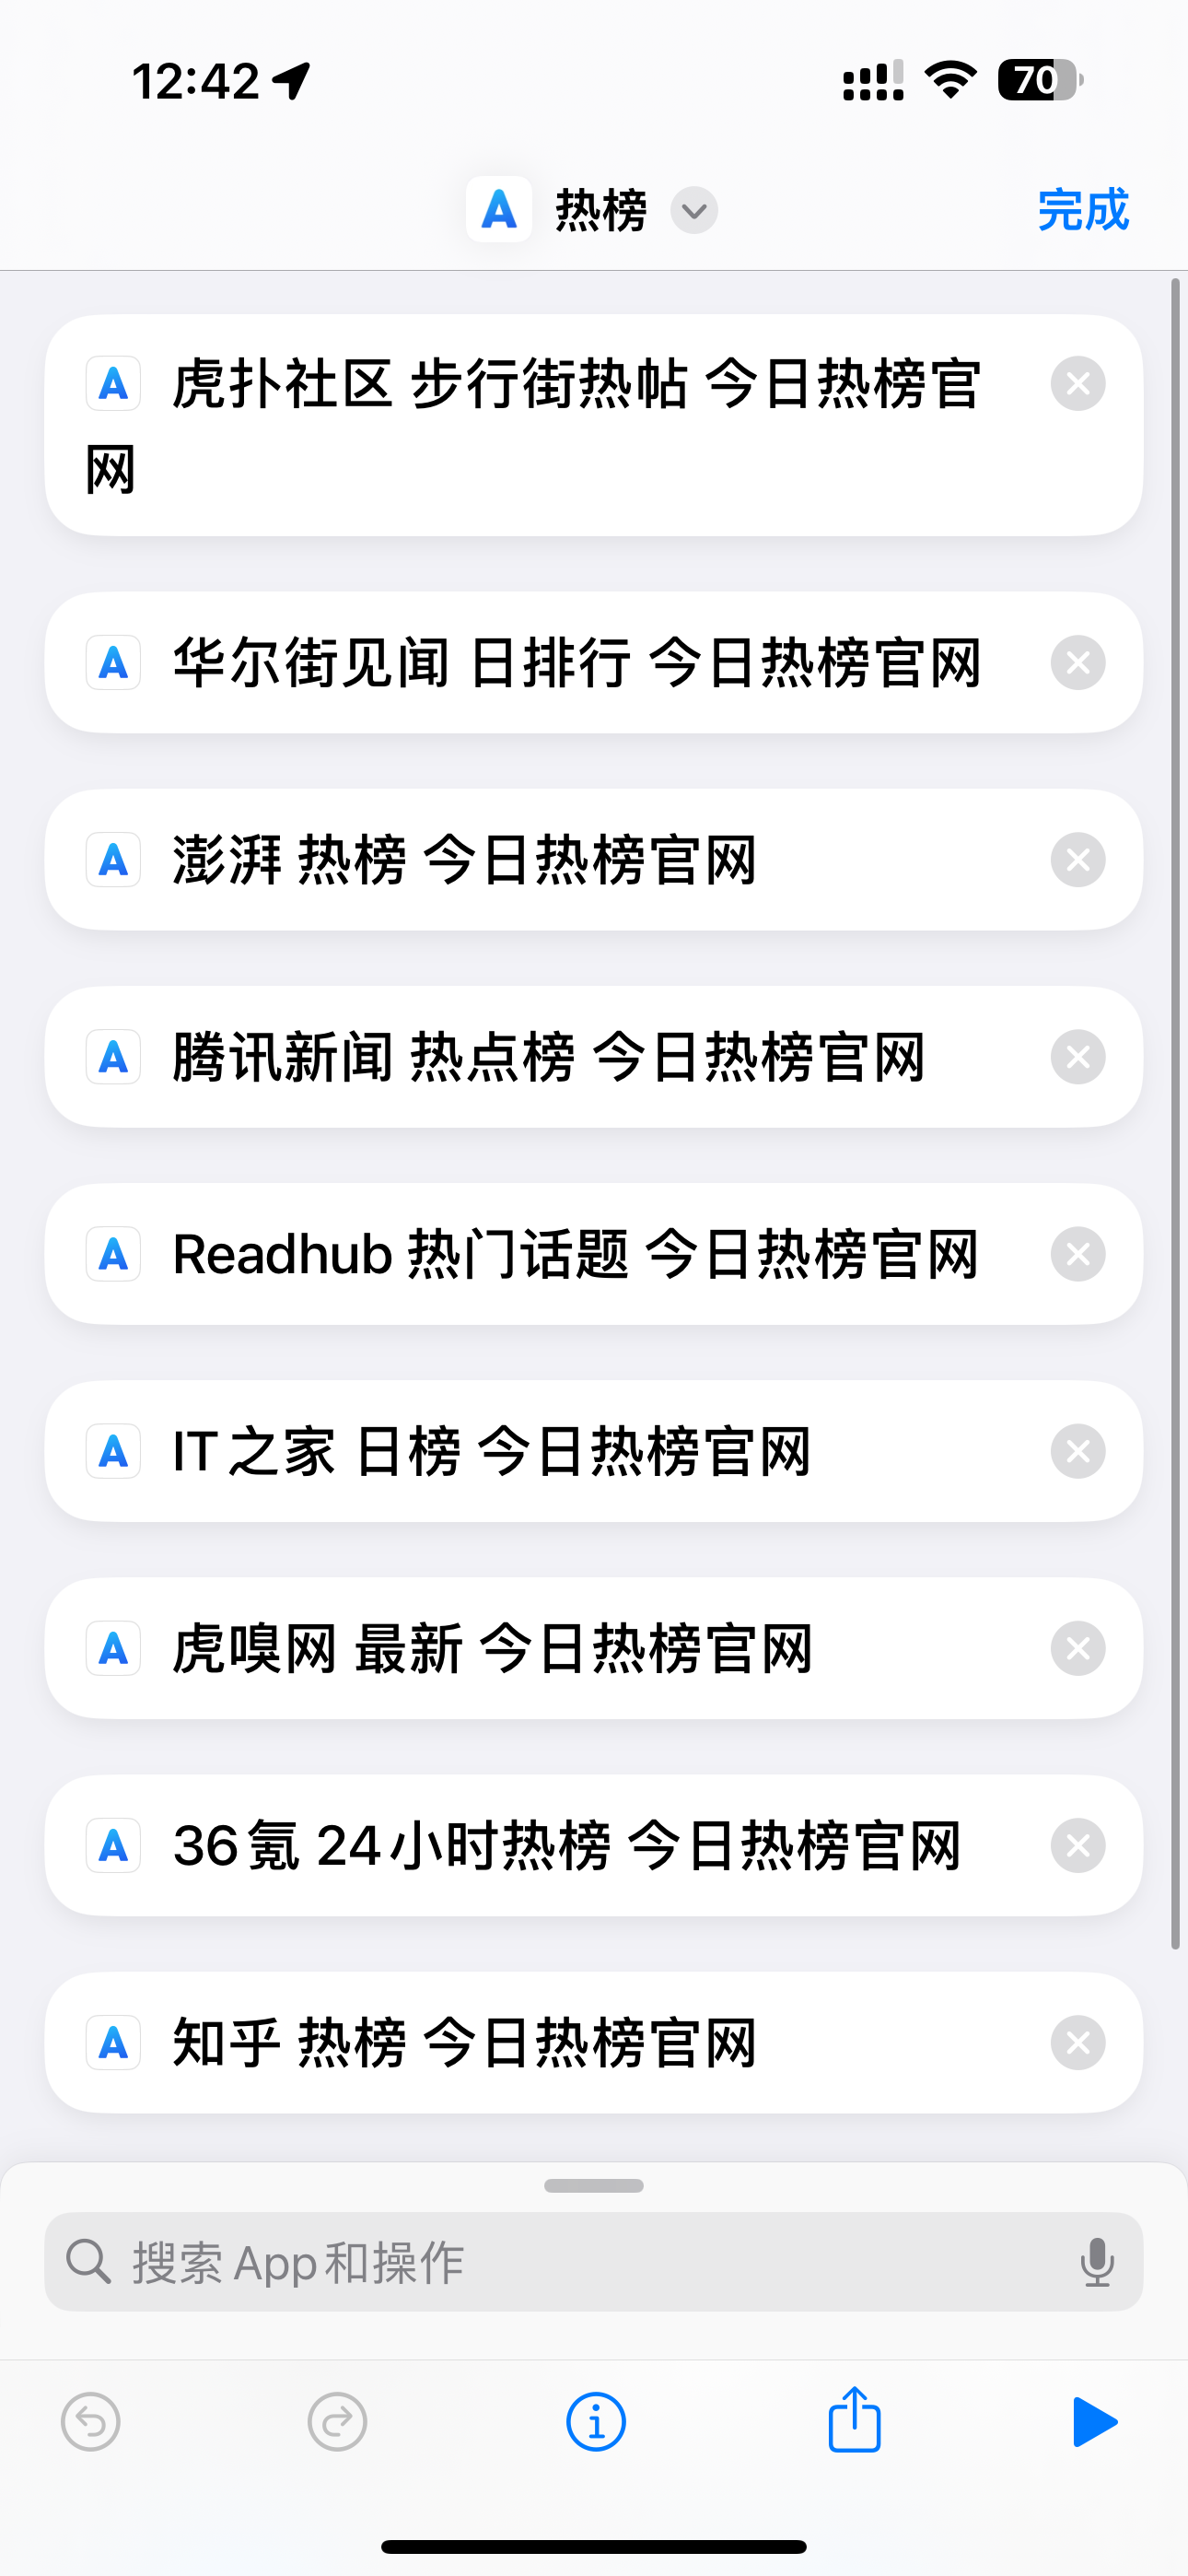 12:42
70
热榜
完成
虎扑社区 步行街热帖 今日热榜官
网
华尔街见闻 日排行 今日热榜官网
澎湃 热榜 今日热榜官网
腾讯新闻 热点榜 今日热榜官网
Readhub 热门话题 今日热榜官网
IT之家 日榜 今日热榜官网
虎嗅网 最新 今日热榜官网
36氪 24小时热榜 今日热榜官网
知乎 热榜 今日热榜官网
搜索 App 和操作